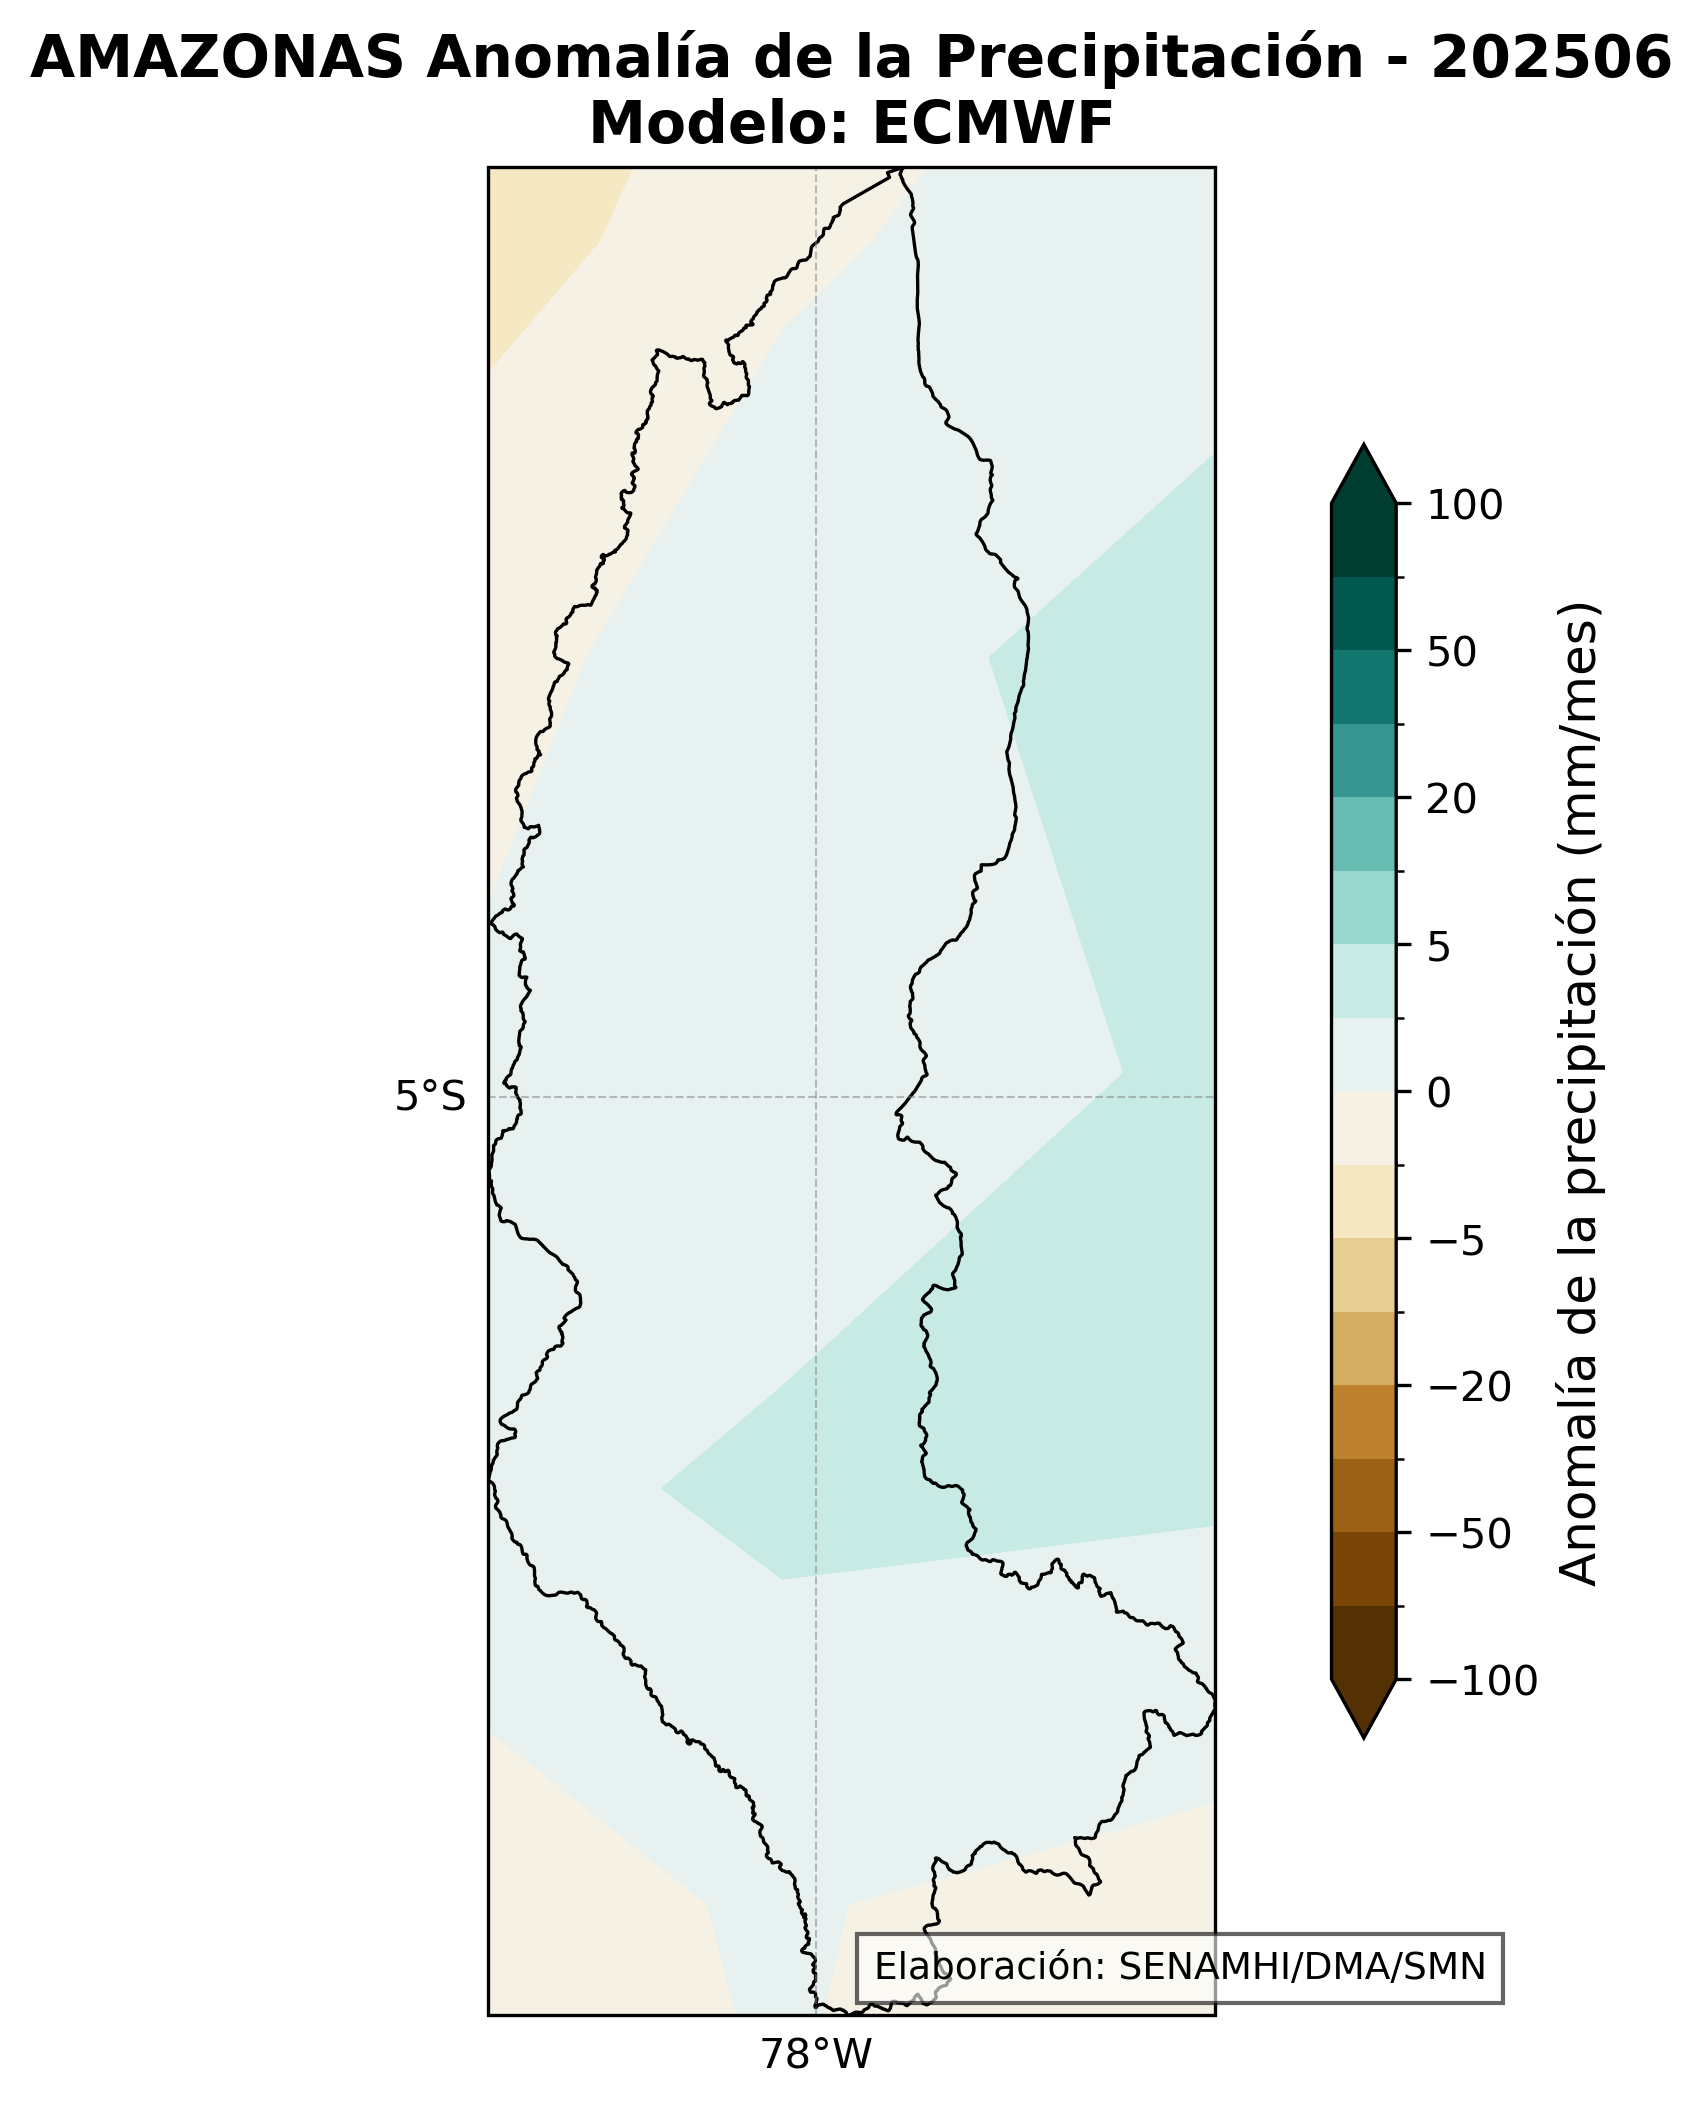 AMAZONAS Anomalía de la Precipitación - 202506
Modelo: ECMWF
5°S
78°W
100
50
20
5
0
−5
−20
−50
−100
Anomalía de la precipitación (mm/mes)
Elaboración: SENAMHI/DMA/SMN